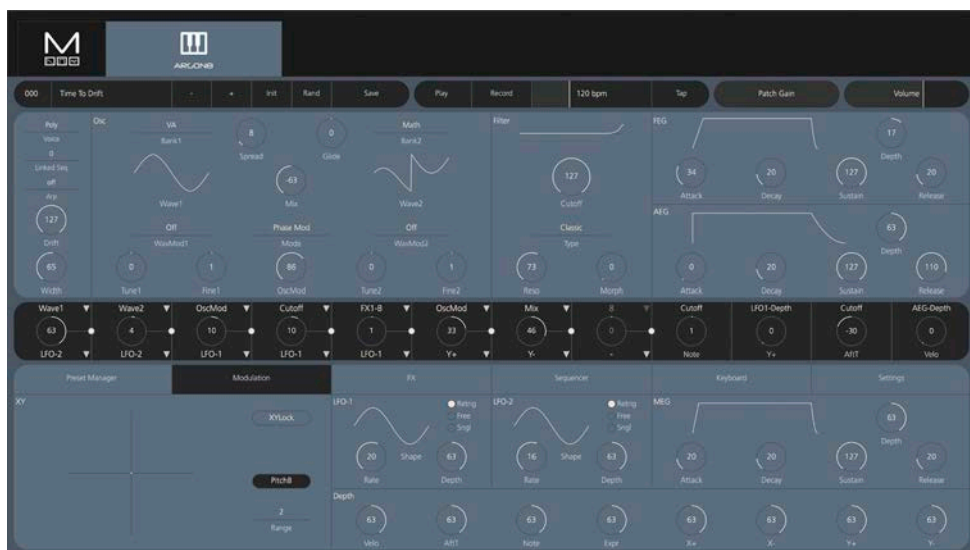 M
ARGON8
000 Time To Drift - + Init Rand Save Play Record 120 bpm Tap Patch Gain Volume
Poly
Voice
0
Linked Seq
off
Arp
127
Drift
65
Width
Osc
VA
Bank1
8
Spread
0
Glide
Math
Bank2
Wave1
-63
Mix
Wave2
Off
WavMod1
Phase Mod
Mode
Off
WavMod2
0
Tune1
1
Fine1
66
OscMod
0
Tune2
1
Fine2
Filter
127
Cutoff
Classic
Type
73
Reso
0
Morph
FEG
17
Depth
34
Attack
20
Decay
127
Sustain
20
Release
AEG
63
Depth
0
Attack
20
Decay
127
Sustain
110
Release
Wave1 Wave2 OscMod Cutoff FX1-B OscMod Mix 8 Cutoff LFO1-Depth Cutoff AEG-Depth
63 4 10 10 1 33 46 0 1 0 -30 0
LFO-2 LFO-2 LFO-1 LFO-1 LFO-1 Y+ Y- - Note Y+ AftT Velo
Preset Manager Modulation FX Sequencer Keyboard Settings
XY
XYLock
PitchB
2
Range
LFO-1
Retrig
Free
Sngl
20 Shape 63
Rate Depth
LFO-2
Retrig
Free
Sngl
16 Shape 63
Rate Depth
MEG
63
Depth
20
Attack
20
Decay
127
Sustain
20
Release
Depth
63 63 63 63 63 63 63 63
Velo AftT Note Expr X+ X- Y+ Y-